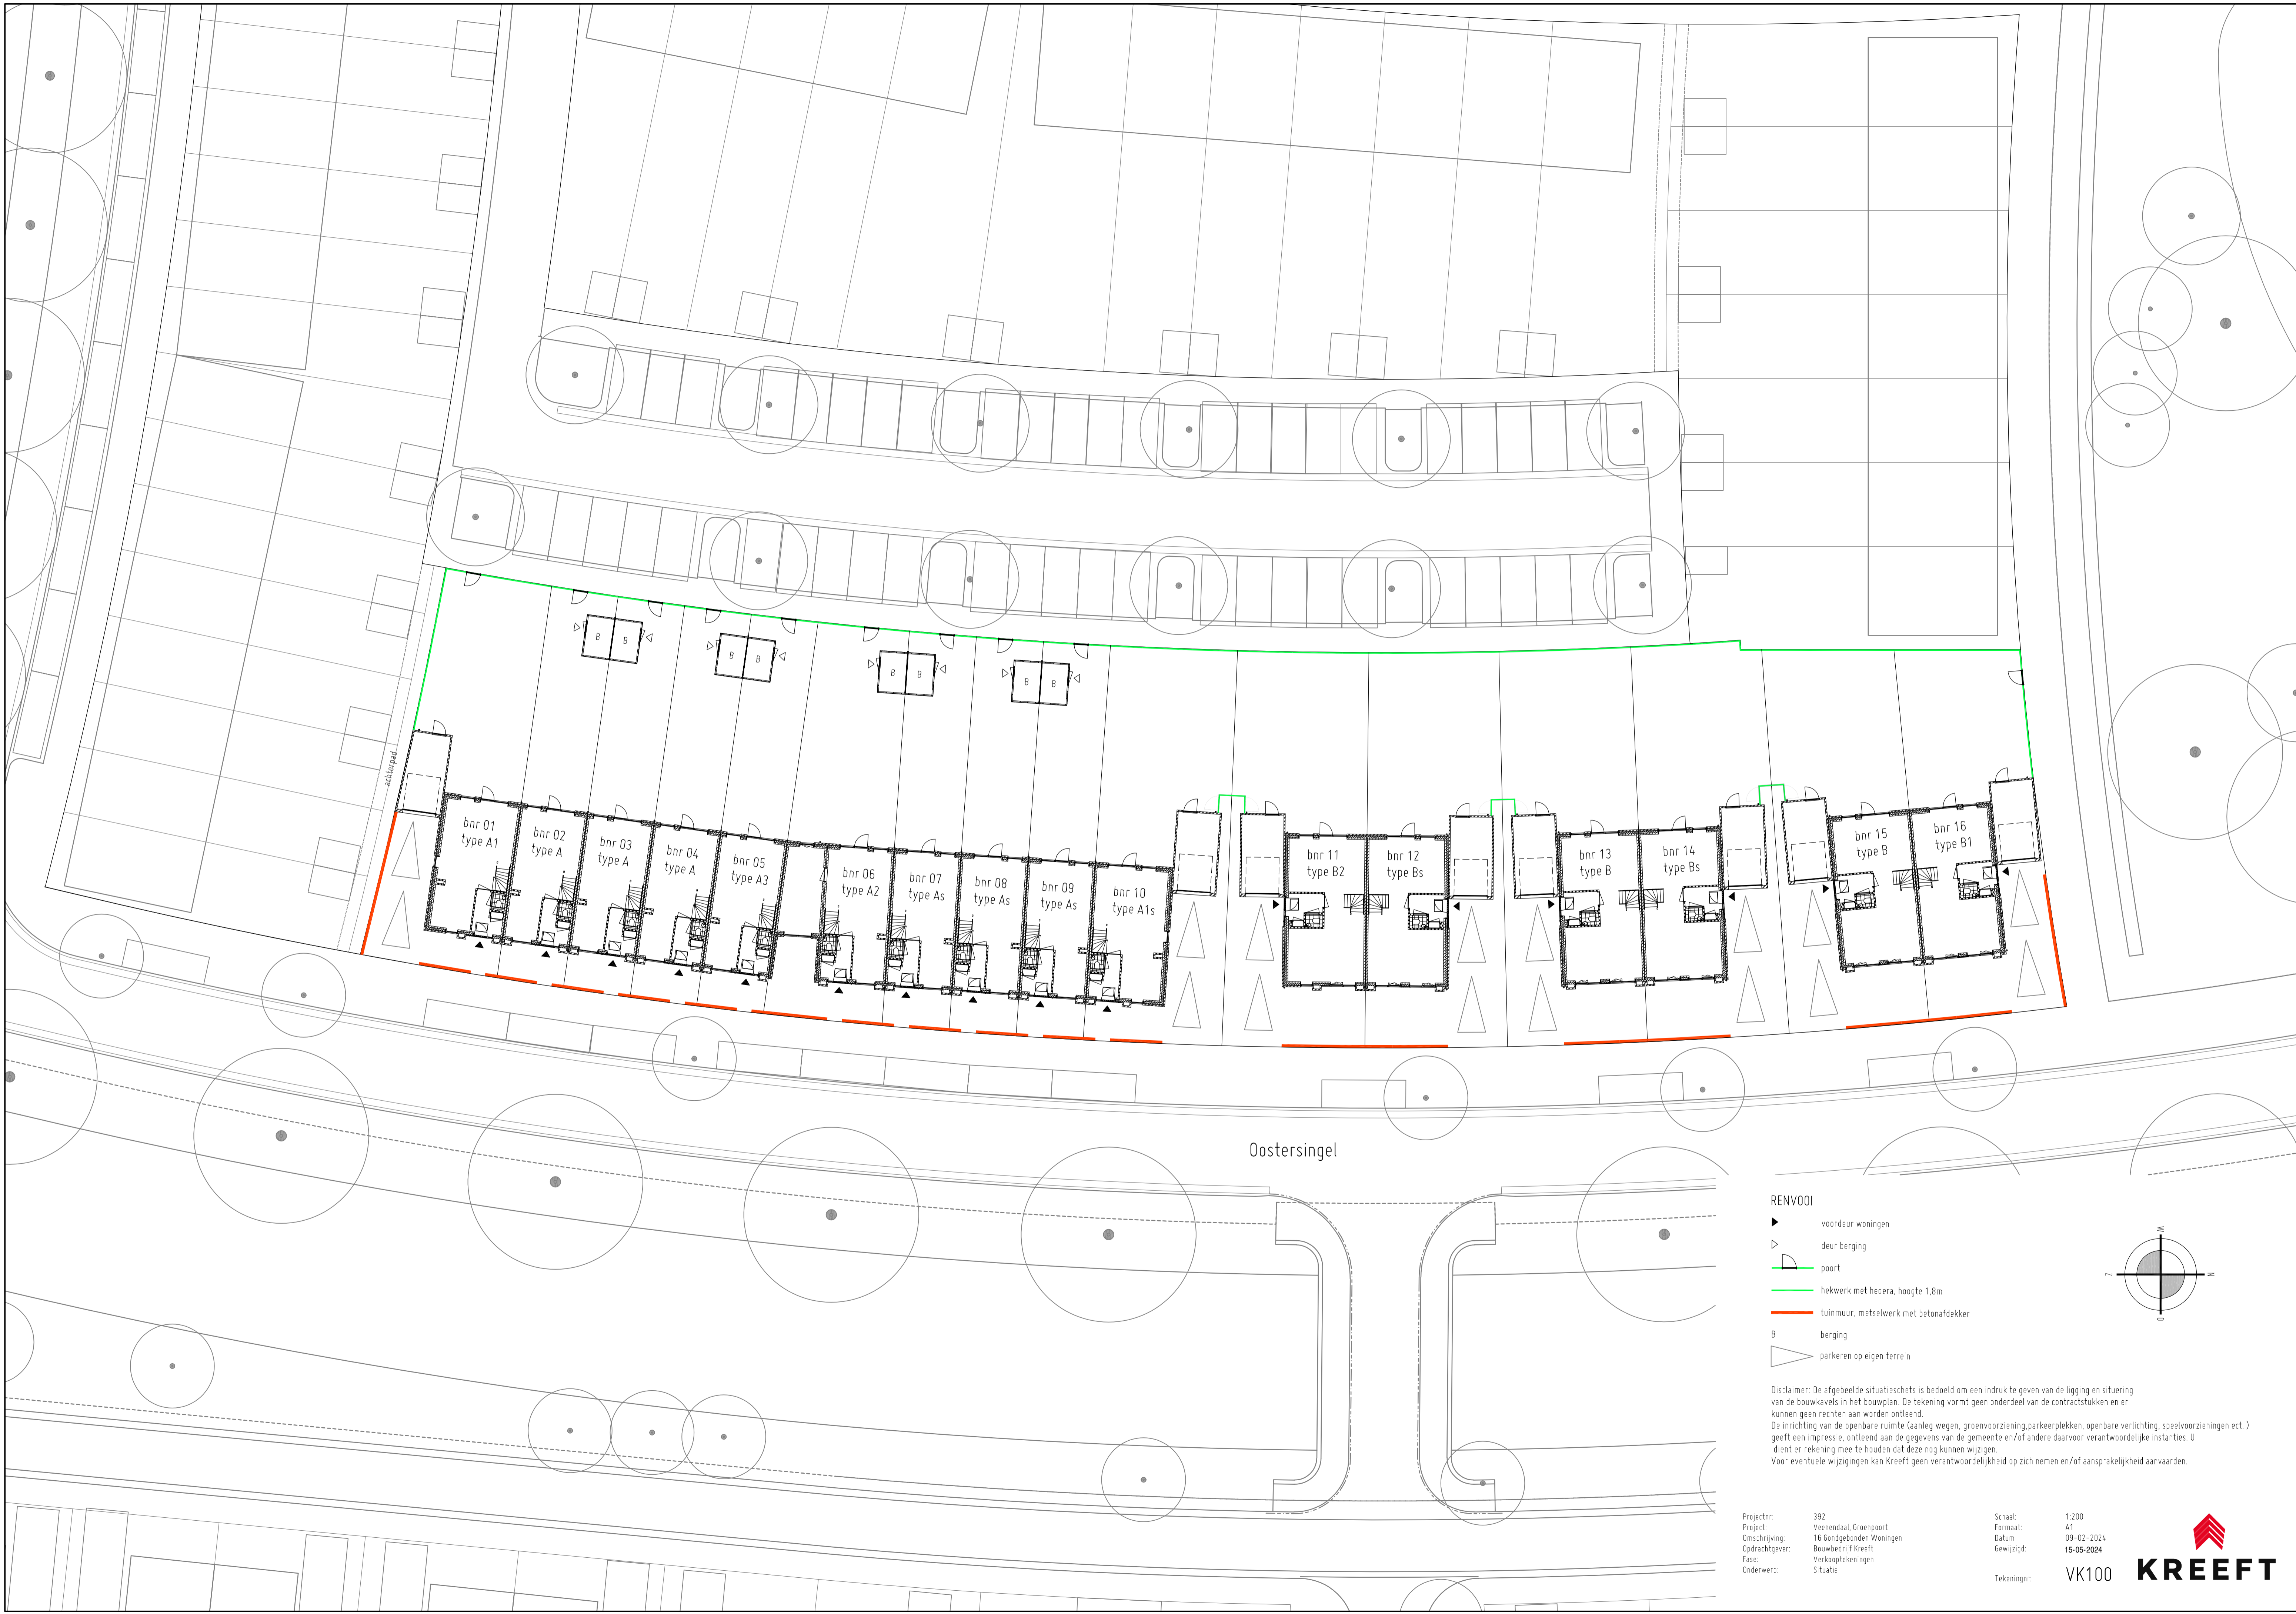 B B
B B
B B
B B
achterpad
bnr 01
type A1
bnr 02
type A
bnr 03
type A
bnr 04
type A
bnr 05
type A3
bnr 06
type A2
bnr 07
type As
bnr 08
type As
bnr 09
type As
bnr 10
type A1s
bnr 11
type B2
bnr 12
type Bs
bnr 13
type B
bnr 14
type Bs
bnr 15
type B
bnr 16
type B1
Oostersingel
RENVOOI
voordeur woningen
deur berging
poort
hekwerk met hedera, hoogte 1,8m
tuinmuur, metselwerk met betonafdekker
B berging
parkeren op eigen terrein
W
Z N
O
Disclaimer: De afgebeelde situatieschets is bedoeld om een indruk te geven van de ligging en situering
van de bouwkavels in het bouwplan. De tekening vormt geen onderdeel van de contractstukken en er
kunnen geen rechten aan worden ontleend.
De inrichting van de openbare ruimte (aanleg wegen, groenvoorziening,parkeerplekken, openbare verlichting, speelvoorzieningen ect. )
geeft een impressie, ontleend aan de gegevens van de gemeente en/of andere daarvoor verantwoordelijke instanties. U
dient er rekening mee te houden dat deze nog kunnen wijzigen.
Voor eventuele wijzigingen kan Kreeft geen verantwoordelijkheid op zich nemen en/of aansprakelijkheid aanvaarden.
Projectnr: 392
Project: Veenendaal, Groenpoort
Omschrijving: 16 Gondgebonden Woningen
Opdrachtgever: Bouwbedrijf Kreeft
Fase: Verkooptekeningen
Onderwerp: Situatie
Schaal: 1:200
Formaat: A1
Datum 09-02-2024
Gewijzigd: 15-05-2024
Tekeningnr: VK100
KREEFT